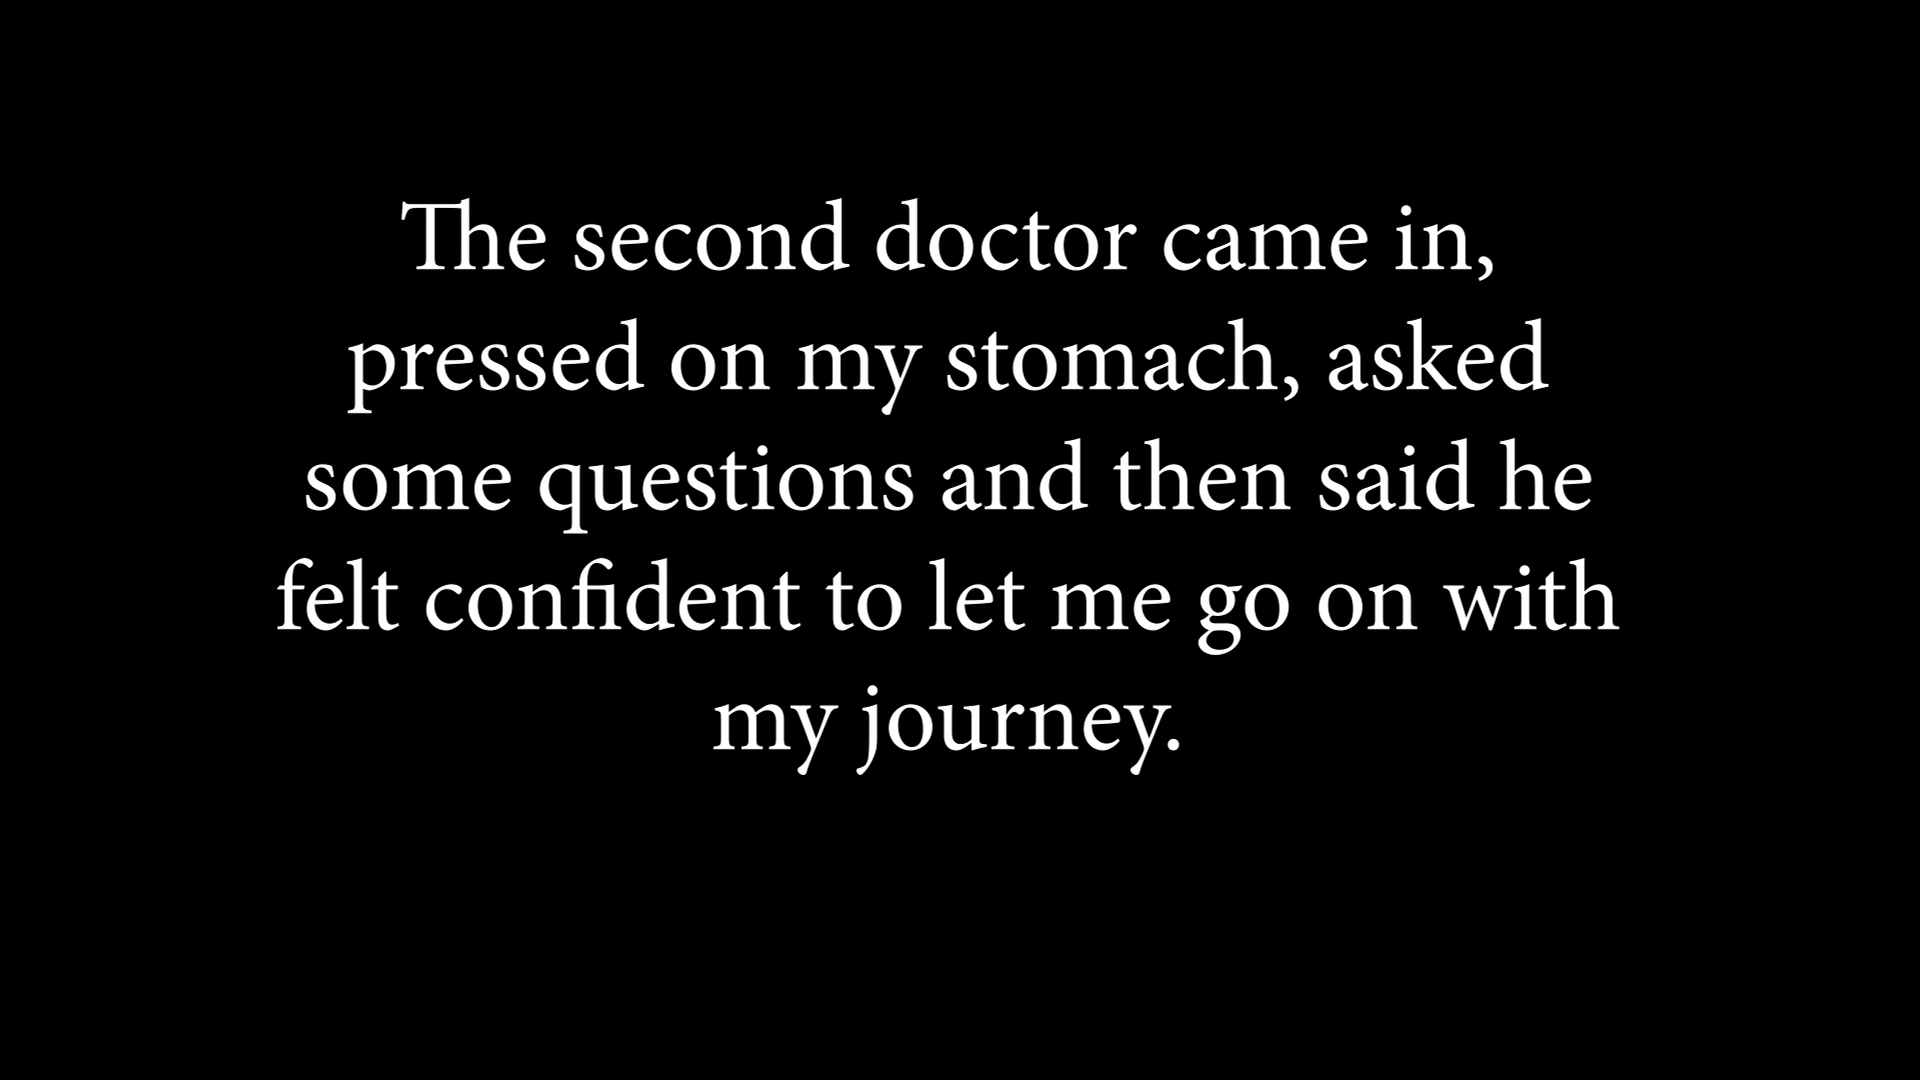 The second doctor came in,
pressed on my stomach, asked
some questions and then said he
felt confident to let me go on with
my journey.